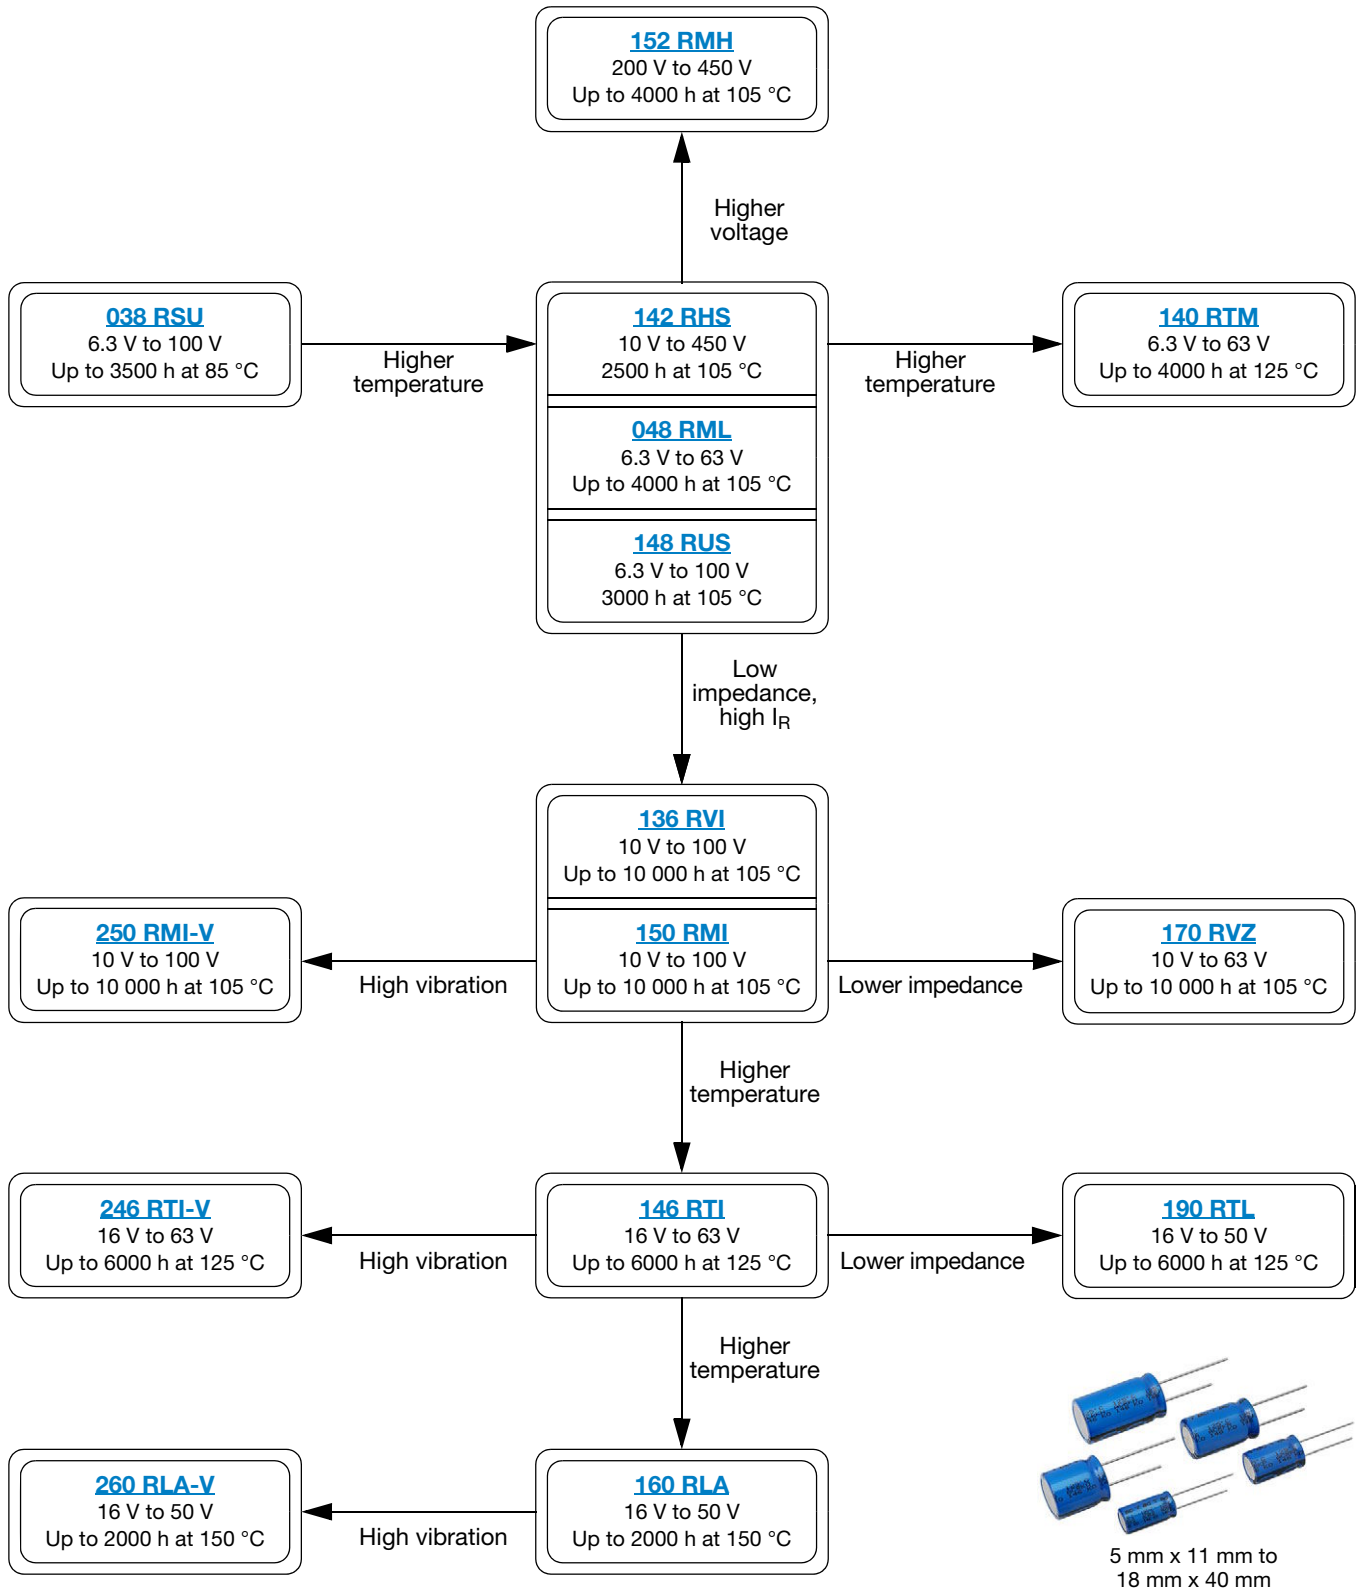 152 RMH
200 V to 450 V
Up to 4000 h at 105 °C
Higher
voltage
038 RSU
6.3 V to 100 V
Up to 3500 h at 85 °C
Higher
temperature
142 RHS
10 V to 450 V
2500 h at 105 °C
Higher
temperature
140 RTM
6.3 V to 63 V
Up to 4000 h at 125 °C
048 RML
6.3 V to 63 V
Up to 4000 h at 105 °C
148 RUS
6.3 V to 100 V
3000 h at 105 °C
Low
impedance,
high IR
136 RVI
10 V to 100 V
Up to 10 000 h at 105 °C
250 RMI-V
10 V to 100 V
Up to 10 000 h at 105 °C
High vibration
150 RMI
10 V to 100 V
Up to 10 000 h at 105 °C
Lower impedance
170 RVZ
10 V to 63 V
Up to 10 000 h at 105 °C
Higher
temperature
246 RTI-V
16 V to 63 V
Up to 6000 h at 125 °C
High vibration
146 RTI
16 V to 63 V
Up to 6000 h at 125 °C
Lower impedance
190 RTL
16 V to 50 V
Up to 6000 h at 125 °C
Higher
temperature
260 RLA-V
16 V to 50 V
Up to 2000 h at 150 °C
High vibration
160 RLA
16 V to 50 V
Up to 2000 h at 150 °C
5 mm x 11 mm to
18 mm x 40 mm